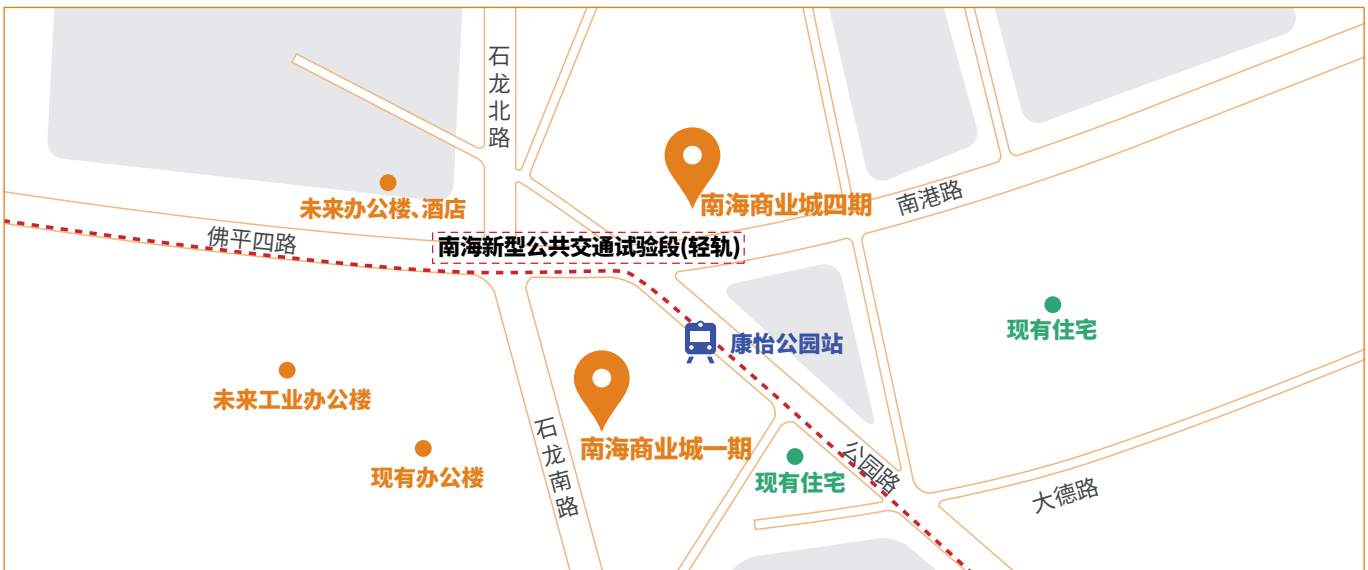 石龙北路
未来办公楼、酒店
南海商业城四期
南港路
佛平四路
南海新型公共交通试验段(轻轨)
现有住宅
康怡公园站
未来工业办公楼
石龙南路
南海商业城一期
现有办公楼
现有住宅
公园路
大德路